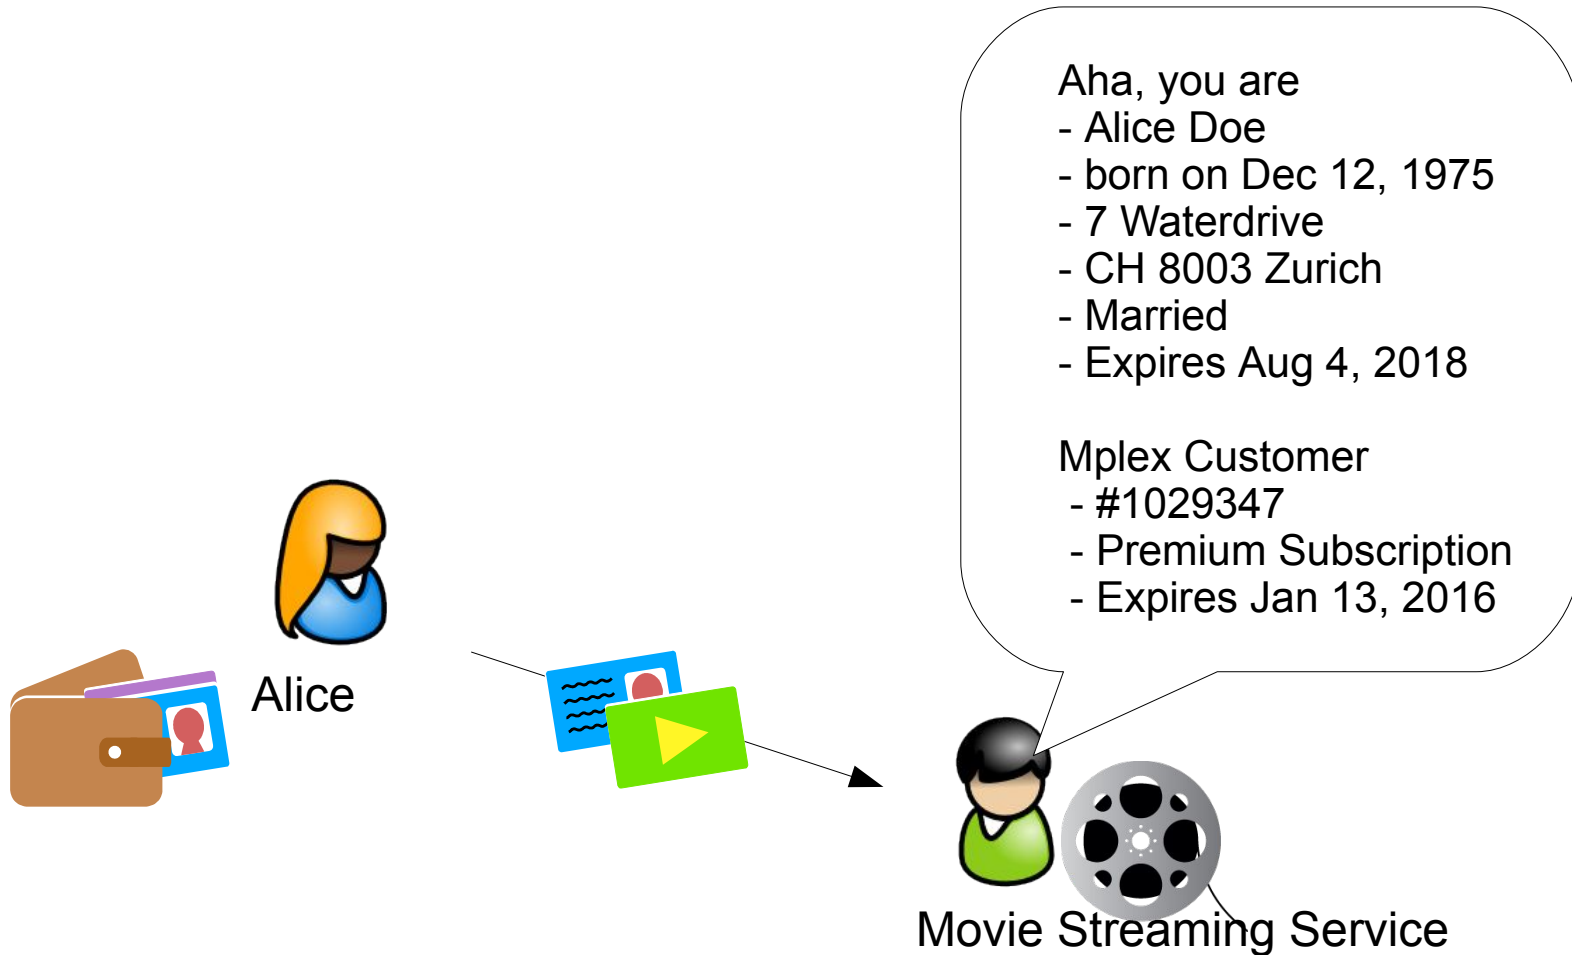 Aha, you are
- Alice Doe
- born on Dec 12, 1975
- 7 Waterdrive
- CH 8003 Zurich
- Married
- Expires Aug 4, 2018
Mplex Customer
- #1029347
- Premium Subscription
- Expires Jan 13, 2016
Alice
Movie Streaming Service